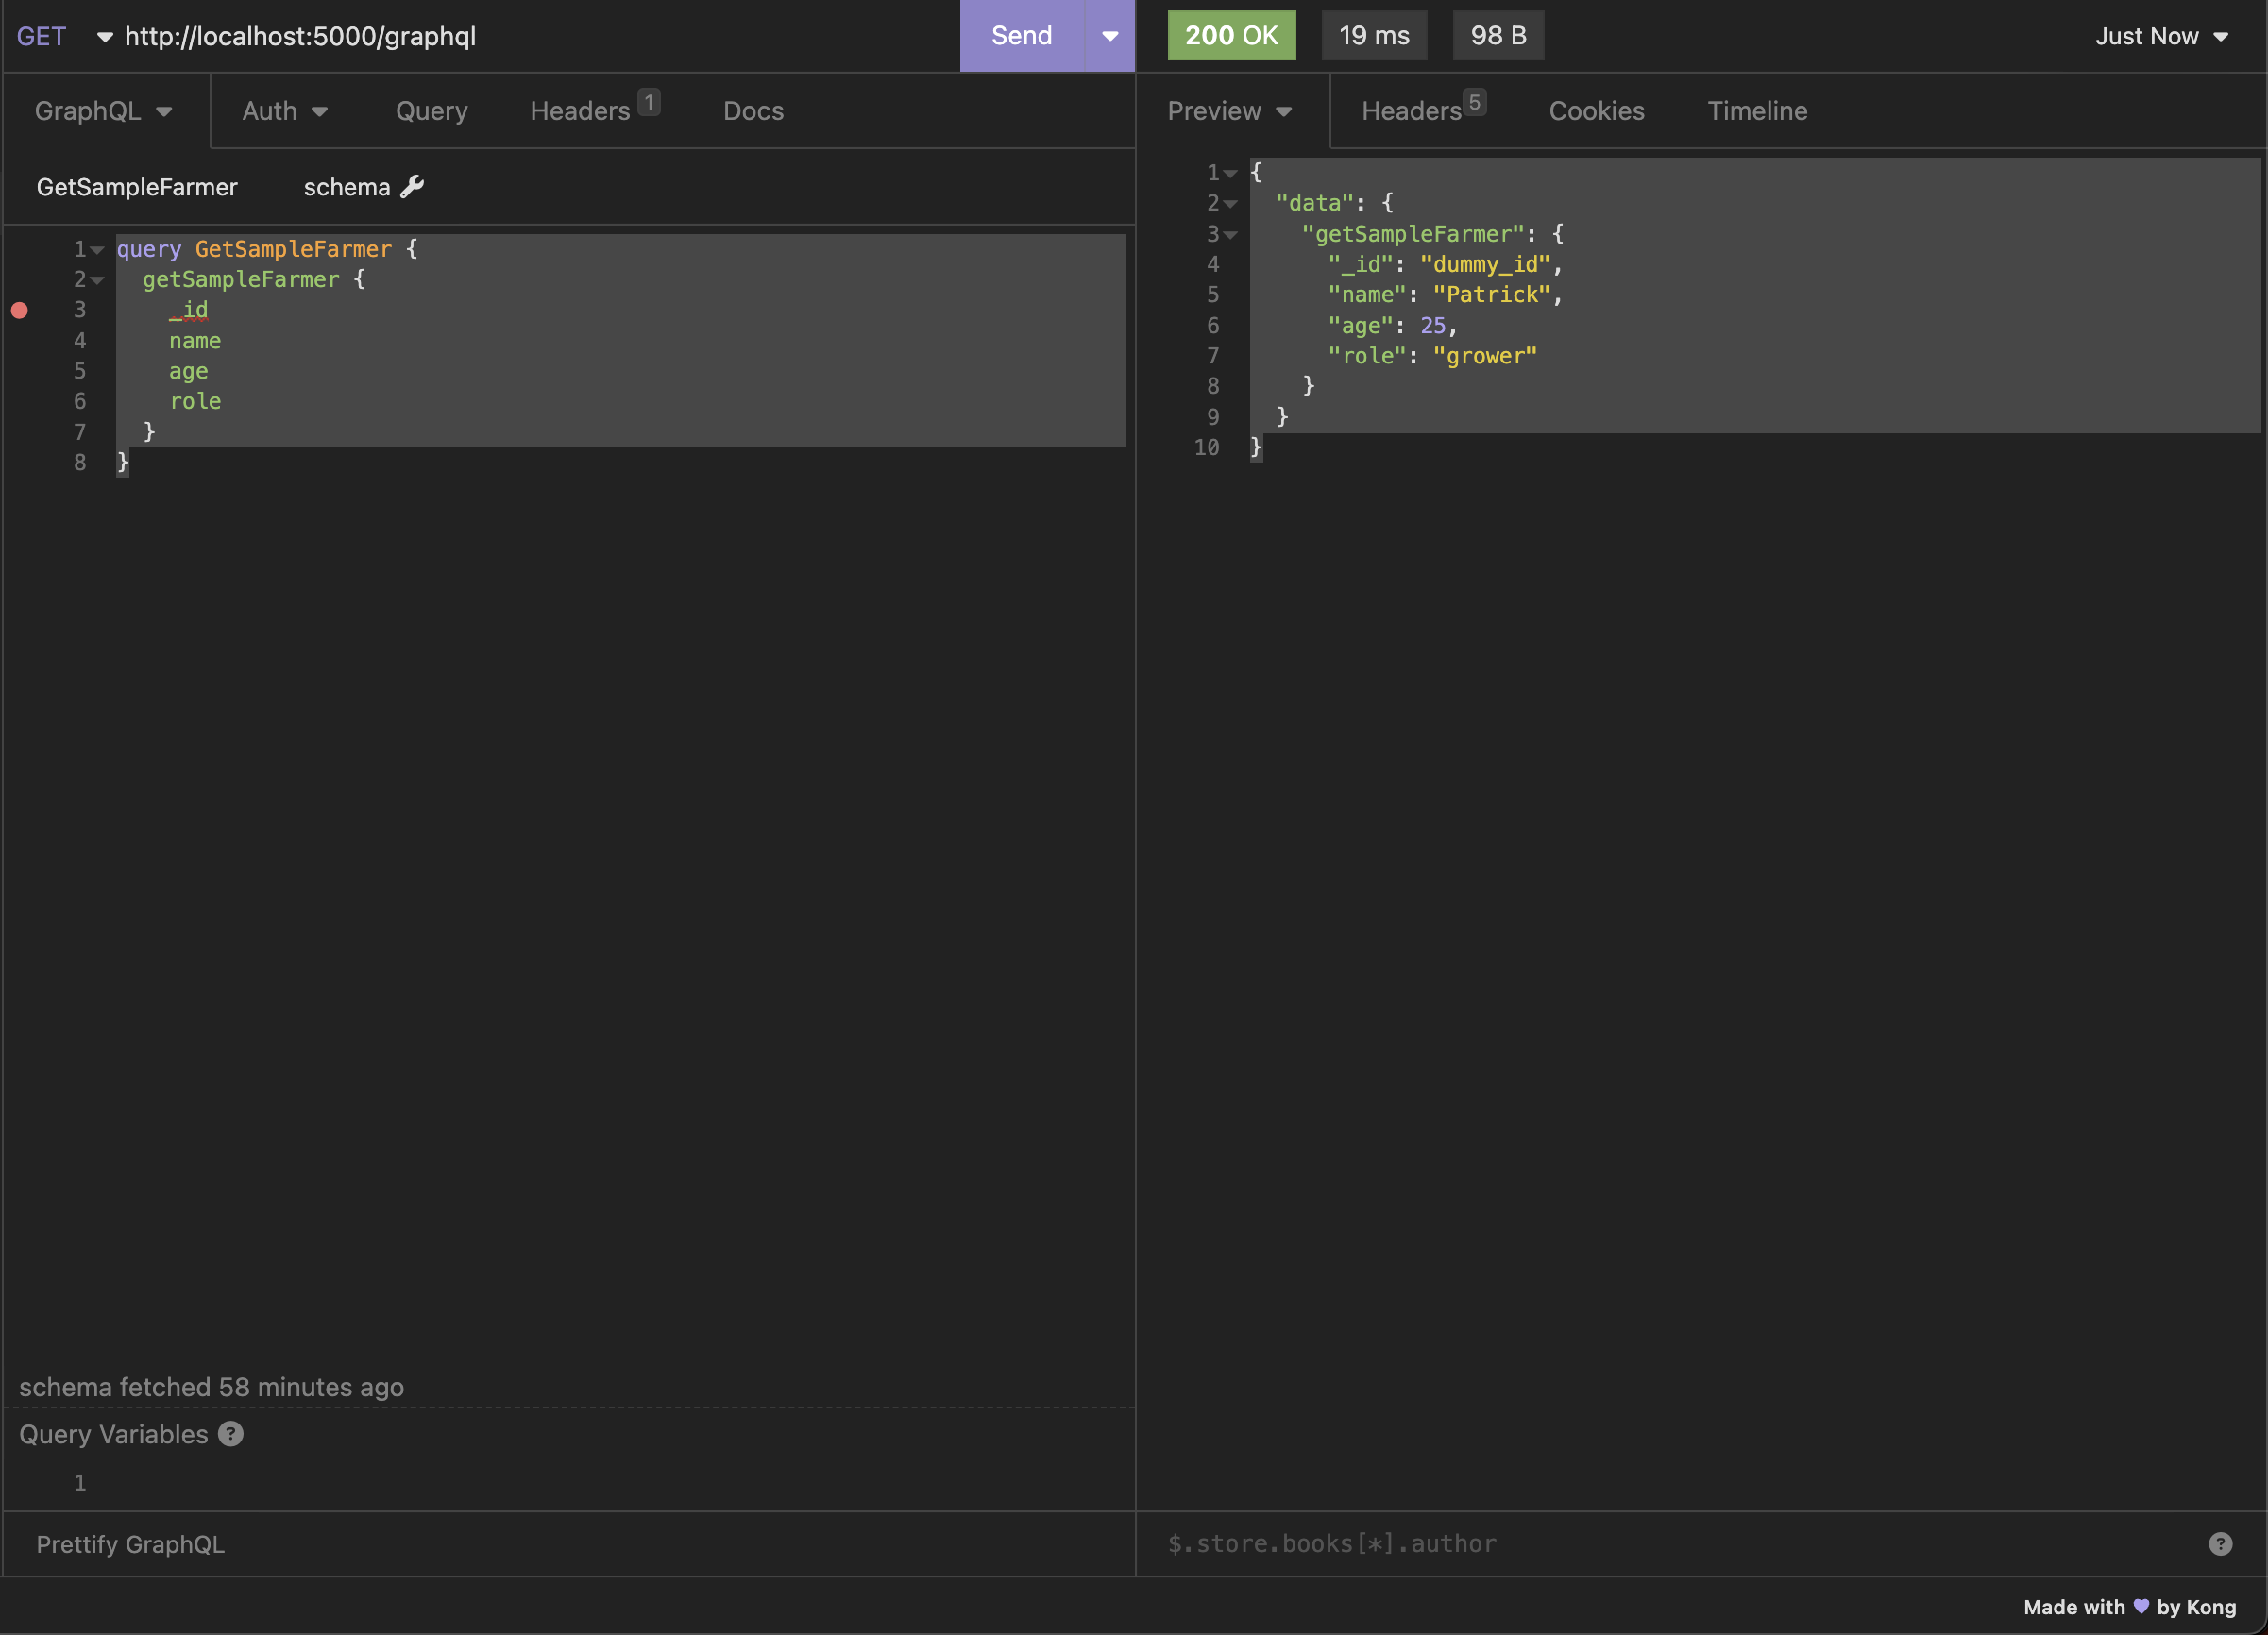 GET http://localhost:5000/graphql Send 200 OK 19 ms 98 B Just Now
GraphQL Auth Query Headers 1 Docs
Preview Headers 5 Cookies Timeline
GetSampleFarmer schema
1 query GetSampleFarmer {
2 getSampleFarmer {
3 _id
4 name
5 age
6 role
7 }
8 }
1 {
2 "data": {
3 "getSampleFarmer": {
4 "_id": "dummy_id",
5 "name": "Patrick",
6 "age": 25,
7 "role": "grower"
8 }
9 }
10 }
schema fetched 58 minutes ago
Query Variables ?
1
Prettify GraphQL
$.store.books[*].author ?
Made with 💜 by Kong